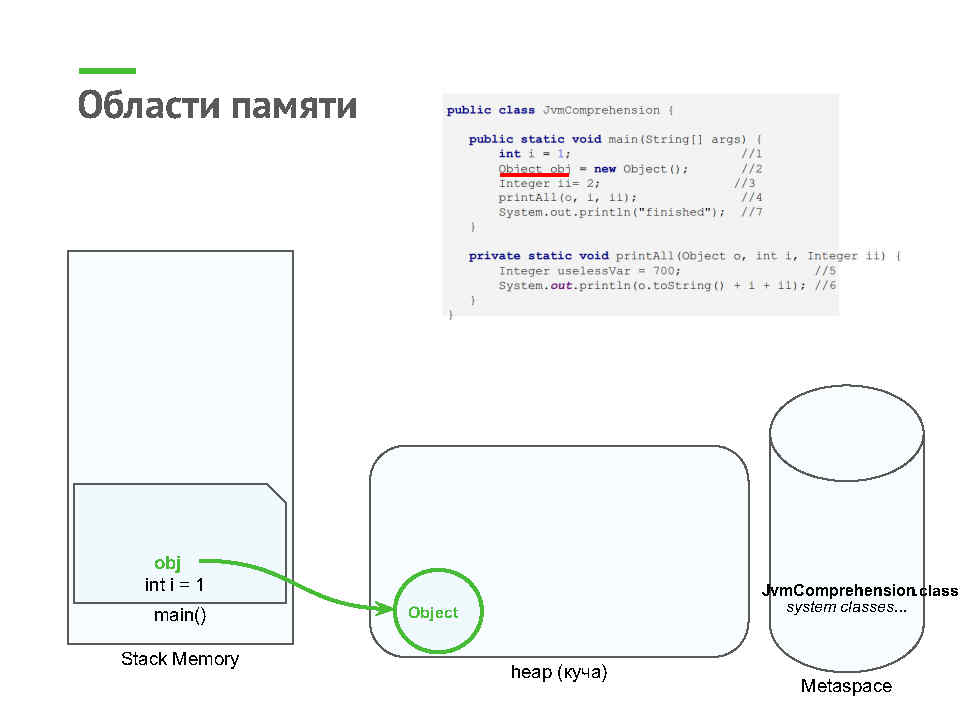 Области памяти
public class JvmComprehension {
public static void main(String[] args) {
int i = 1; //1
Object obj = new Object(); //2
Integer ii= 2; //3
printAll(o, i, ii); //4
System.out.println("finished"); //7
}
private static void printAll(Object o, int i, Integer ii) {
Integer uselessVar = 700; //5
System.out.println(o.toString() + i + ii); //6
}
}
obj
int i = 1
main()
Stack Memory
Object
heap (куча)
JvmComprehension.class
system classes...
Metaspace